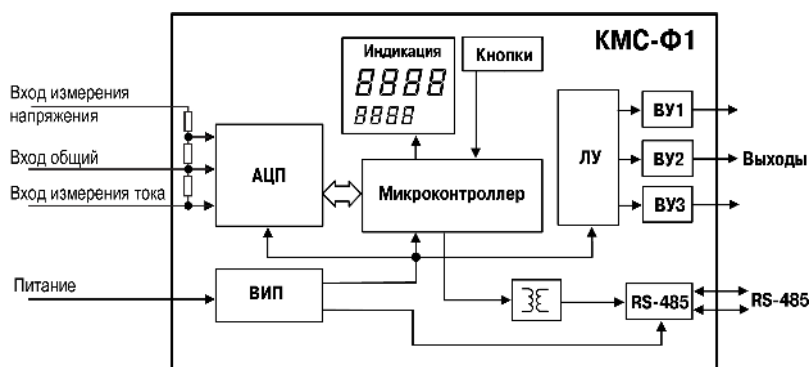 КМС-Ф1
Индикация
8888
8888
Кнопки
Вход измерения
напряжения
Вход общий
Вход измерения тока
АЦП
Микроконтроллер
ЛУ
ВУ1
ВУ2
ВУ3
Выходы
Питание
ВИП
RS-485
RS-485